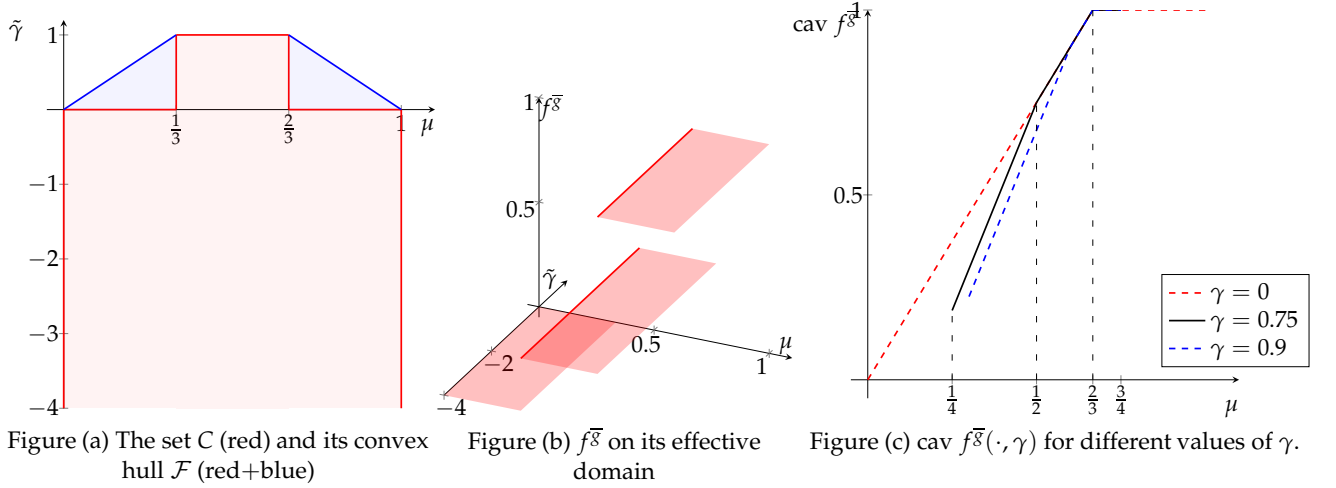 γ̃
1
1/3
2/3
1
μ
−1
−2
−3
−4
Figure (a) The set C (red) and its convex
hull ℱ (red+blue)
1
f^g̅
0.5
γ̃
−2
−4
0.5
1
μ
Figure (b) f^g̅ on its effective
domain
cav f^g̅
1
0.5
1/4
1/2
2/3
3/4
μ
γ = 0
γ = 0.75
γ = 0.9
Figure (c) cav f^g̅(·, γ) for different values of γ.